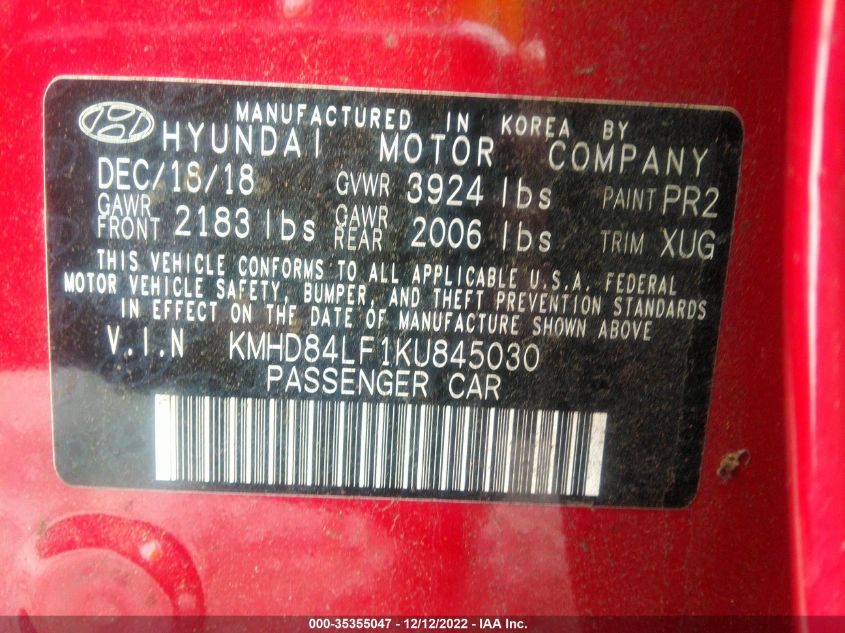 MANUFACTURED IN KOREA BY
HYUNDAI MOTOR COMPANY
DEC/18/18 GVWR 3924 lbs PAINT PR2
GAWR FRONT 2183 lbs GAWR REAR 2006 lbs TRIM XUG
THIS VEHICLE CONFORMS TO ALL APPLICABLE U.S.A. FEDERAL
MOTOR VEHICLE SAFETY, BUMPER, AND THEFT PREVENTION STANDARDS
IN EFFECT ON THE DATE OF MANUFACTURE SHOWN ABOVE
V.I.N KMHD84LF1KU845030
PASSENGER CAR
000-35355047 - 12/12/2022 - IAA Inc.